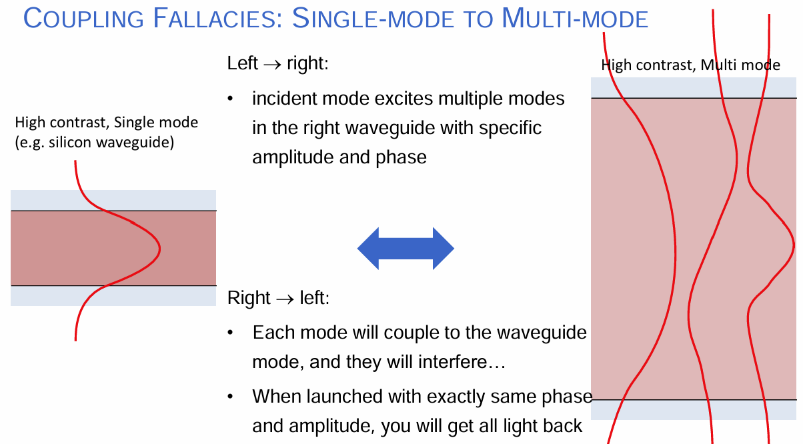 COUPLING FALLACIES: SINGLE-MODE TO MULTI-MODE
Left → right:
• incident mode excites multiple modes
in the right waveguide with specific
amplitude and phase
High contrast, Single mode
(e.g. silicon waveguide)
High contrast, Multi mode
Right → left:
• Each mode will couple to the waveguide
mode, and they will interfere…
• When launched with exactly same phase
and amplitude, you will get all light back